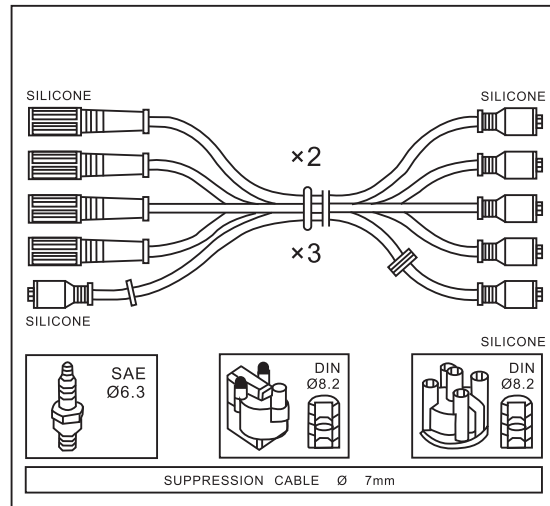 SILICONE
SILICONE
×2
×3
SILICONE
SILICONE
SAE
Ø6.3
DIN
Ø8.2
DIN
Ø8.2
SUPPRESSION CABLE Ø 7mm